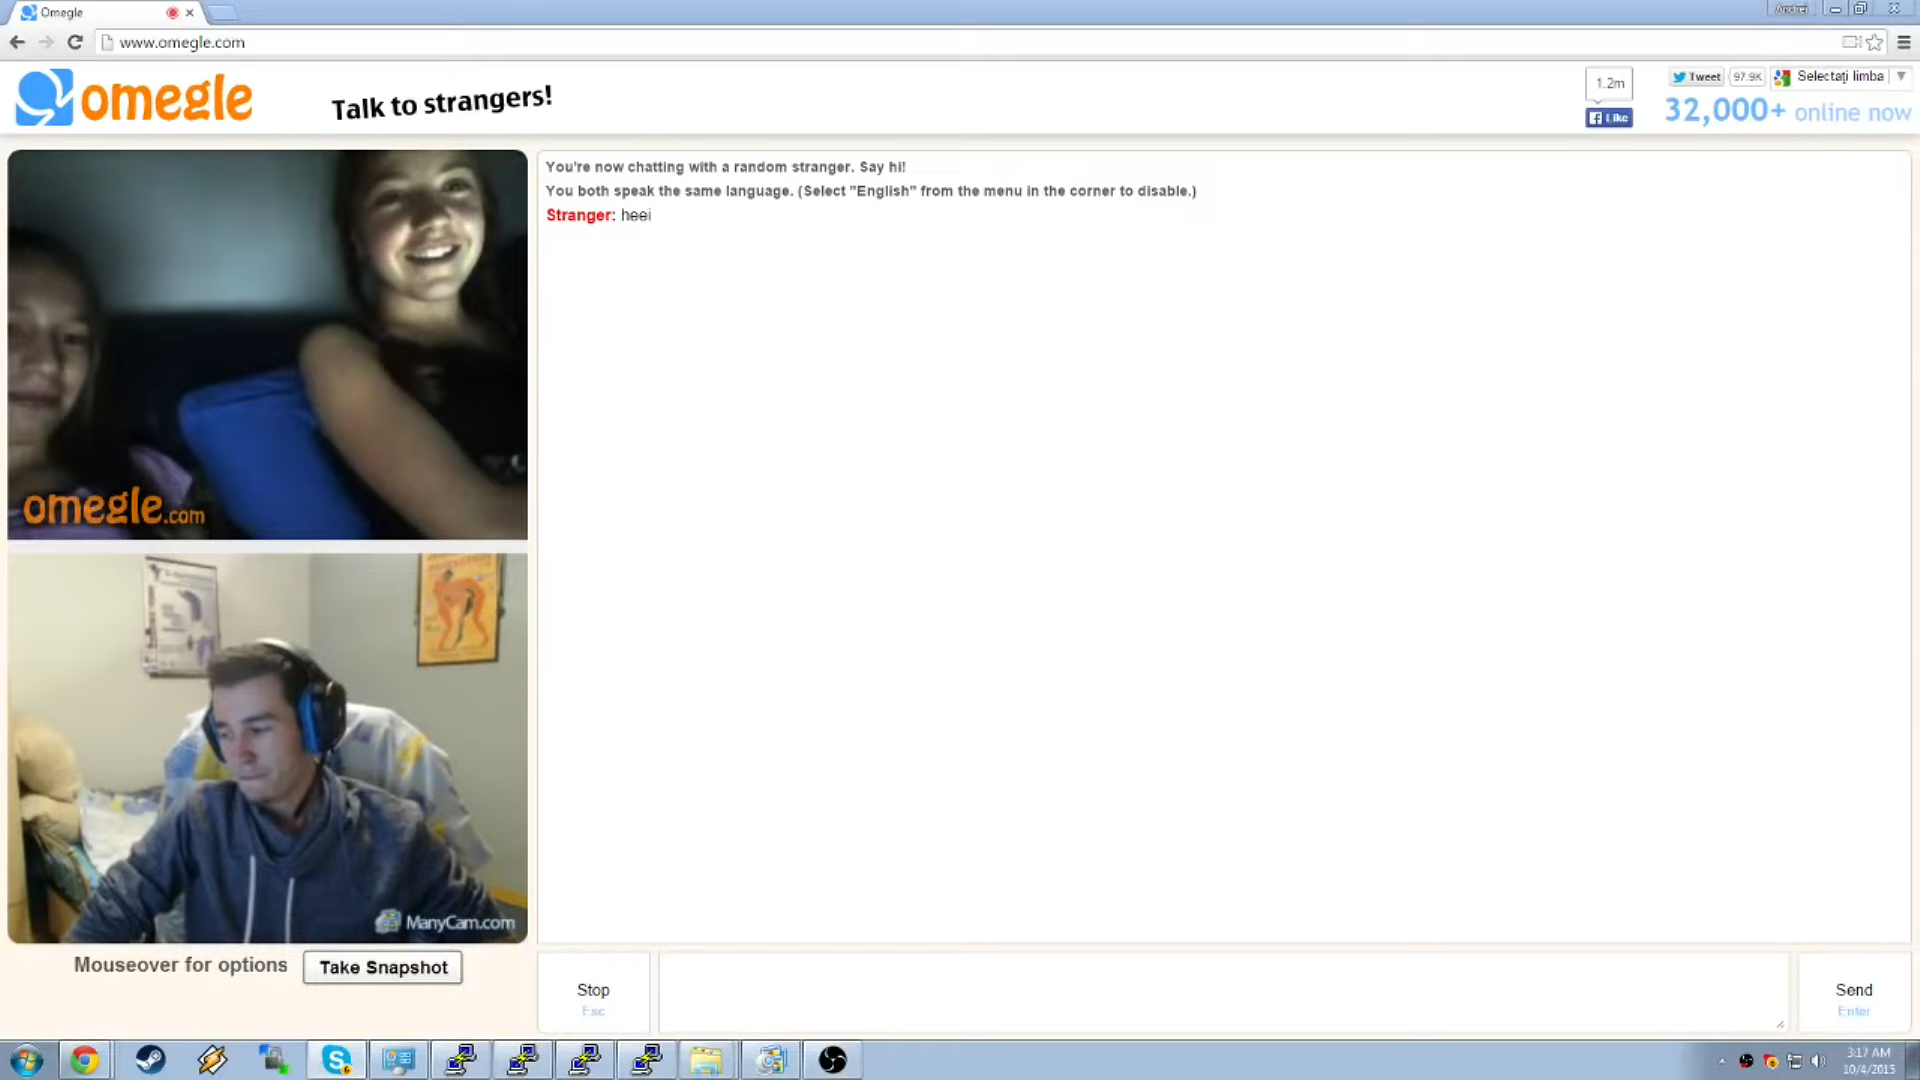 Omegle
Andrei
www.omegle.com
omegle
Talk to strangers!
1.2m
Like
Tweet
97.9K
Selectați limba
32,000+ online now
You're now chatting with a random stranger. Say hi!
You both speak the same language. (Select "English" from the menu in the corner to disable.)
Stranger: heei
omegle.com
ManyCam.com
Mouseover for options
Take Snapshot
Stop
Esc
Send
Enter
3:17 AM
10/4/2015